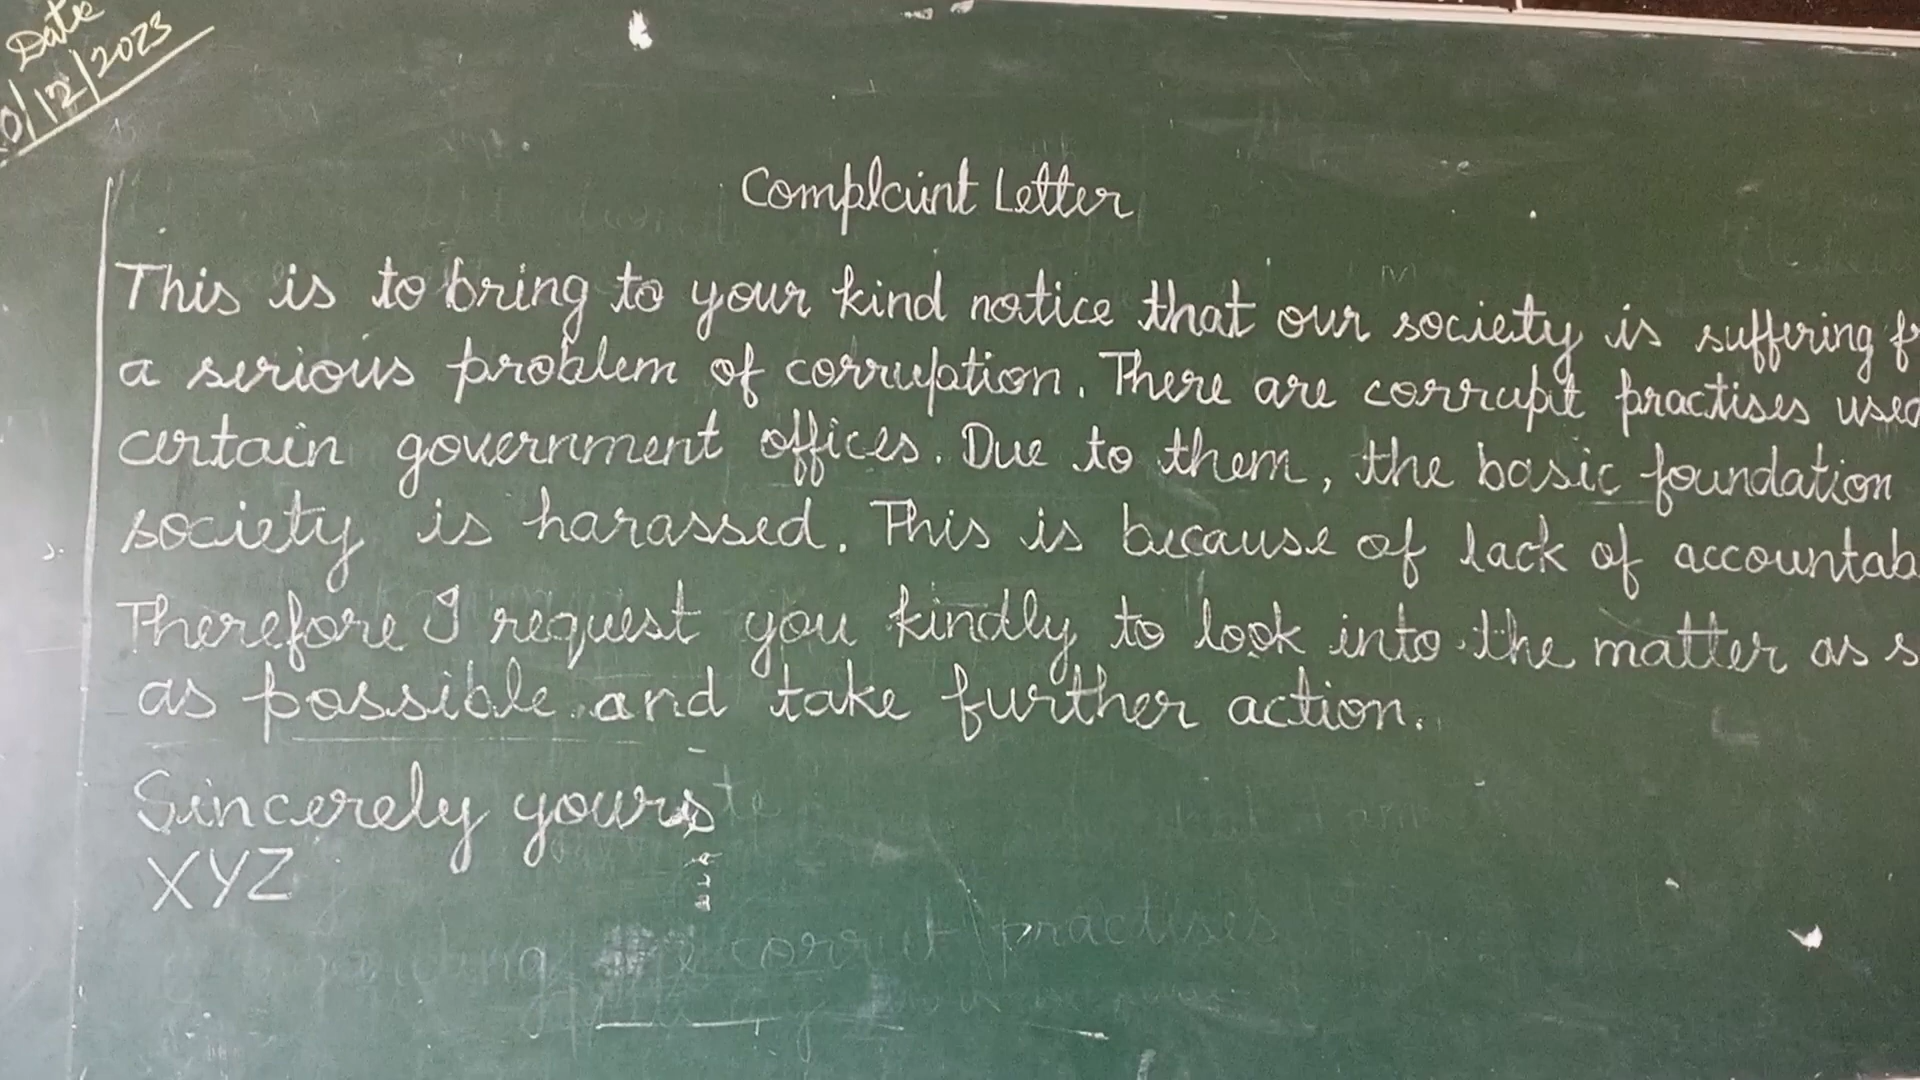 Date
0/12/2023
Complaint Letter
This is to bring to your kind notice that our society is suffering f
a serious problem of corruption. There are corrupt practises used
certain government offices. Due to them, the basic foundation
society is harassed. This is because of lack of accountab
Therefore I request you kindly to look into the matter as s
as possible and take further action.
Sincerely yours
XYZ
corrupt practises